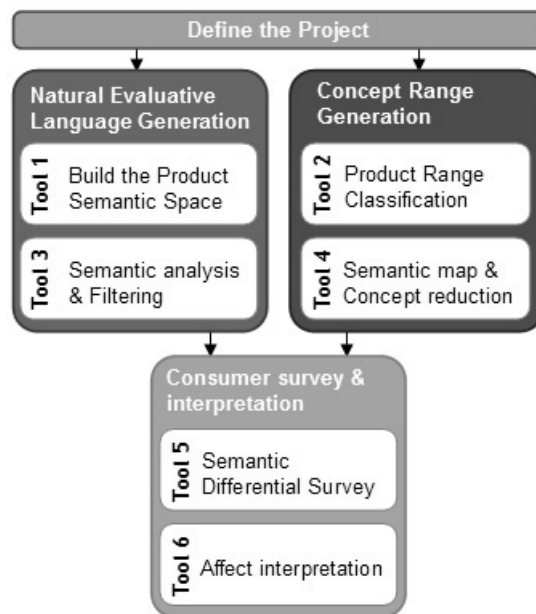 Define the Project
Natural Evaluative
Language Generation
Tool 1
Build the Product
Semantic Space
Tool 3
Semantic analysis
& Filtering
Concept Range
Generation
Tool 2
Product Range
Classification
Tool 4
Semantic map &
Concept reduction
Consumer survey &
interpretation
Tool 5
Semantic
Differential Survey
Tool 6
Affect interpretation